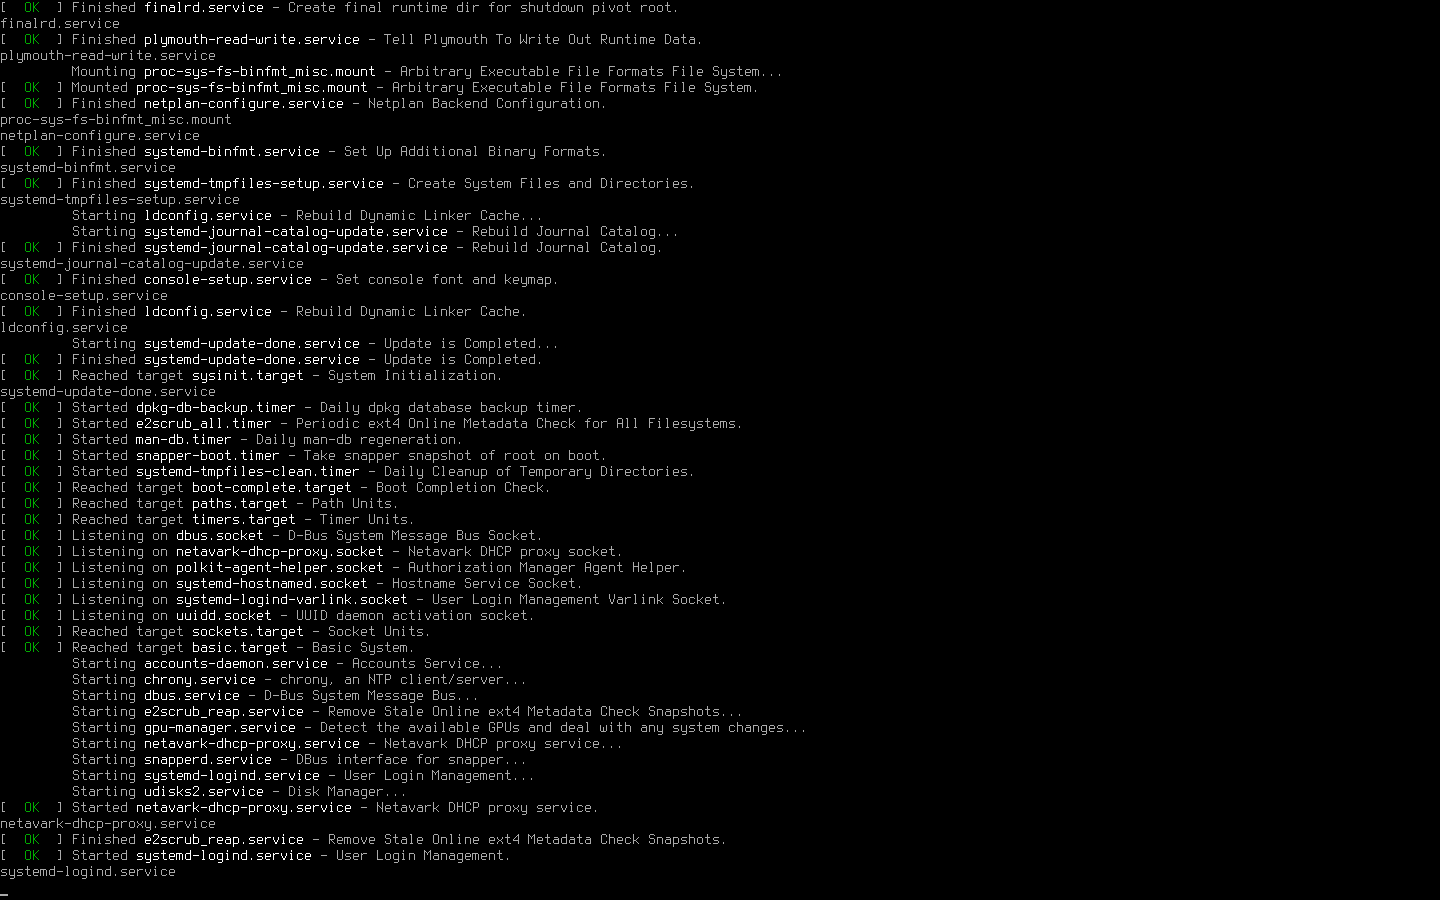 [  OK  ] Finished finalrd.service - Create final runtime dir for shutdown pivot root.
finalrd.service
[  OK  ] Finished plymouth-read-write.service - Tell Plymouth To Write Out Runtime Data.
plymouth-read-write.service
         Mounting proc-sys-fs-binfmt_misc.mount - Arbitrary Executable File Formats File System...
[  OK  ] Mounted proc-sys-fs-binfmt_misc.mount - Arbitrary Executable File Formats File System.
[  OK  ] Finished netplan-configure.service - Netplan Backend Configuration.
proc-sys-fs-binfmt_misc.mount
netplan-configure.service
[  OK  ] Finished systemd-binfmt.service - Set Up Additional Binary Formats.
systemd-binfmt.service
[  OK  ] Finished systemd-tmpfiles-setup.service - Create System Files and Directories.
systemd-tmpfiles-setup.service
         Starting ldconfig.service - Rebuild Dynamic Linker Cache...
         Starting systemd-journal-catalog-update.service - Rebuild Journal Catalog...
[  OK  ] Finished systemd-journal-catalog-update.service - Rebuild Journal Catalog.
systemd-journal-catalog-update.service
[  OK  ] Finished console-setup.service - Set console font and keymap.
console-setup.service
[  OK  ] Finished ldconfig.service - Rebuild Dynamic Linker Cache.
ldconfig.service
         Starting systemd-update-done.service - Update is Completed...
[  OK  ] Finished systemd-update-done.service - Update is Completed.
[  OK  ] Reached target sysinit.target - System Initialization.
systemd-update-done.service
[  OK  ] Started dpkg-db-backup.timer - Daily dpkg database backup timer.
[  OK  ] Started e2scrub_all.timer - Periodic ext4 Online Metadata Check for All Filesystems.
[  OK  ] Started man-db.timer - Daily man-db regeneration.
[  OK  ] Started snapper-boot.timer - Take snapper snapshot of root on boot.
[  OK  ] Started systemd-tmpfiles-clean.timer - Daily Cleanup of Temporary Directories.
[  OK  ] Reached target boot-complete.target - Boot Completion Check.
[  OK  ] Reached target paths.target - Path Units.
[  OK  ] Reached target timers.target - Timer Units.
[  OK  ] Listening on dbus.socket - D-Bus System Message Bus Socket.
[  OK  ] Listening on netavark-dhcp-proxy.socket - Netavark DHCP proxy socket.
[  OK  ] Listening on polkit-agent-helper.socket - Authorization Manager Agent Helper.
[  OK  ] Listening on systemd-hostnamed.socket - Hostname Service Socket.
[  OK  ] Listening on systemd-logind-varlink.socket - User Login Management Varlink Socket.
[  OK  ] Listening on uuidd.socket - UUID daemon activation socket.
[  OK  ] Reached target sockets.target - Socket Units.
[  OK  ] Reached target basic.target - Basic System.
         Starting accounts-daemon.service - Accounts Service...
         Starting chrony.service - chrony, an NTP client/server...
         Starting dbus.service - D-Bus System Message Bus...
         Starting e2scrub_reap.service - Remove Stale Online ext4 Metadata Check Snapshots...
         Starting gpu-manager.service - Detect the available GPUs and deal with any system changes...
         Starting netavark-dhcp-proxy.service - Netavark DHCP proxy service...
         Starting snapperd.service - DBus interface for snapper...
         Starting systemd-logind.service - User Login Management...
         Starting udisks2.service - Disk Manager...
[  OK  ] Started netavark-dhcp-proxy.service - Netavark DHCP proxy service.
netavark-dhcp-proxy.service
[  OK  ] Finished e2scrub_reap.service - Remove Stale Online ext4 Metadata Check Snapshots.
[  OK  ] Started systemd-logind.service - User Login Management.
systemd-logind.service